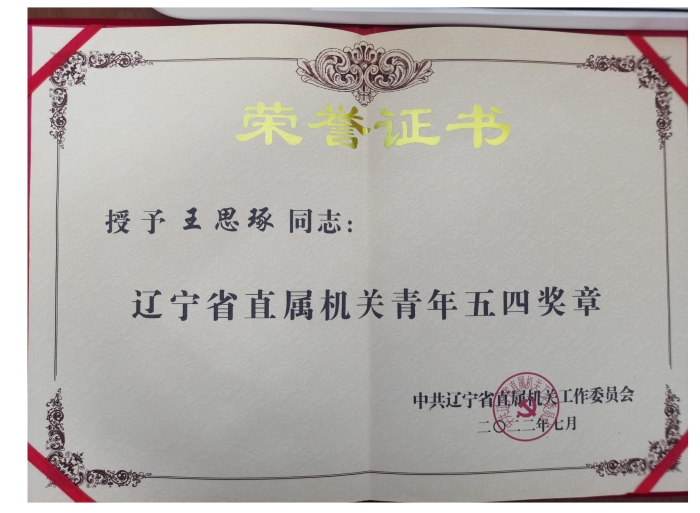 荣誉证书
授予 王思琢 同志：
辽宁省直属机关青年五四奖章
中共辽宁省直属机关工作委员会
二〇二二年七月